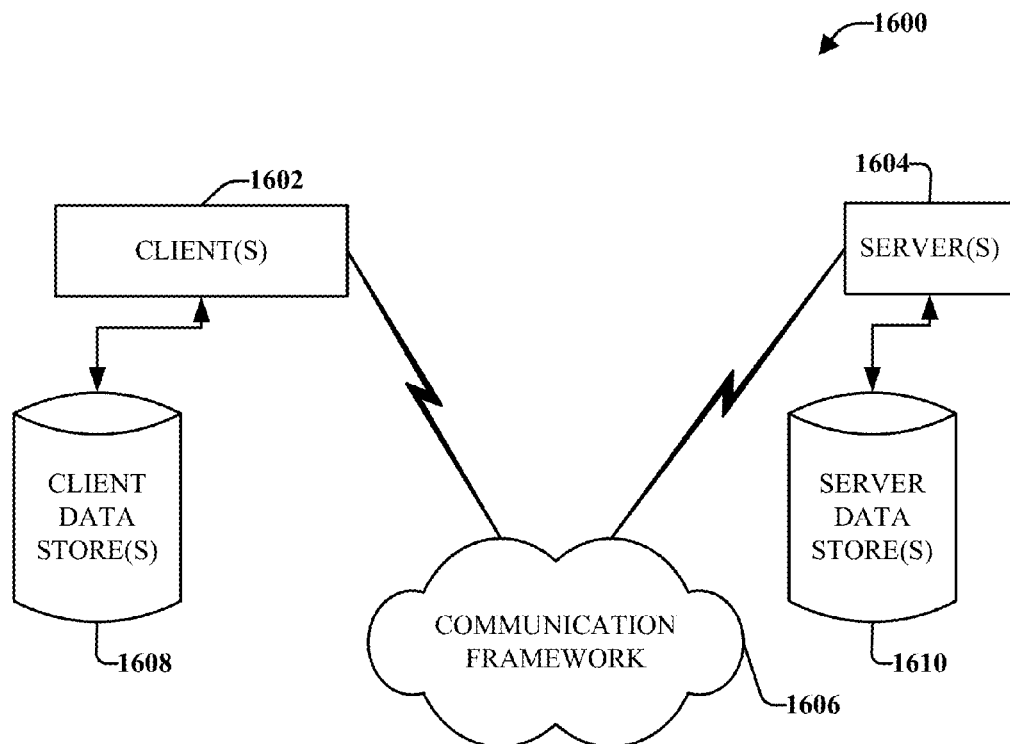 1600
1602
1604
CLIENT(S)
SERVER(S)
CLIENT
DATA
STORE(S)
SERVER
DATA
STORE(S)
COMMUNICATION
FRAMEWORK
1608
1610
1606